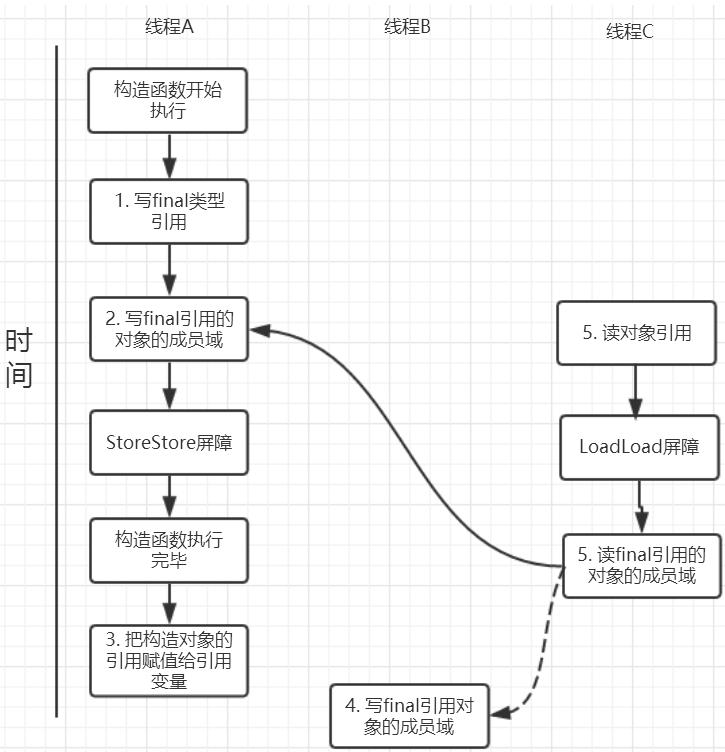 线程A
线程B
线程C
时
间
构造函数开始
执行
1. 写final类型
引用
2. 写final引用的
对象的成员域
StoreStore屏障
构造函数执行
完毕
3. 把构造对象的
引用赋值给引用
变量
4. 写final引用对
象的成员域
5. 读对象引用
LoadLoad屏障
5. 读final引用的
对象的成员域